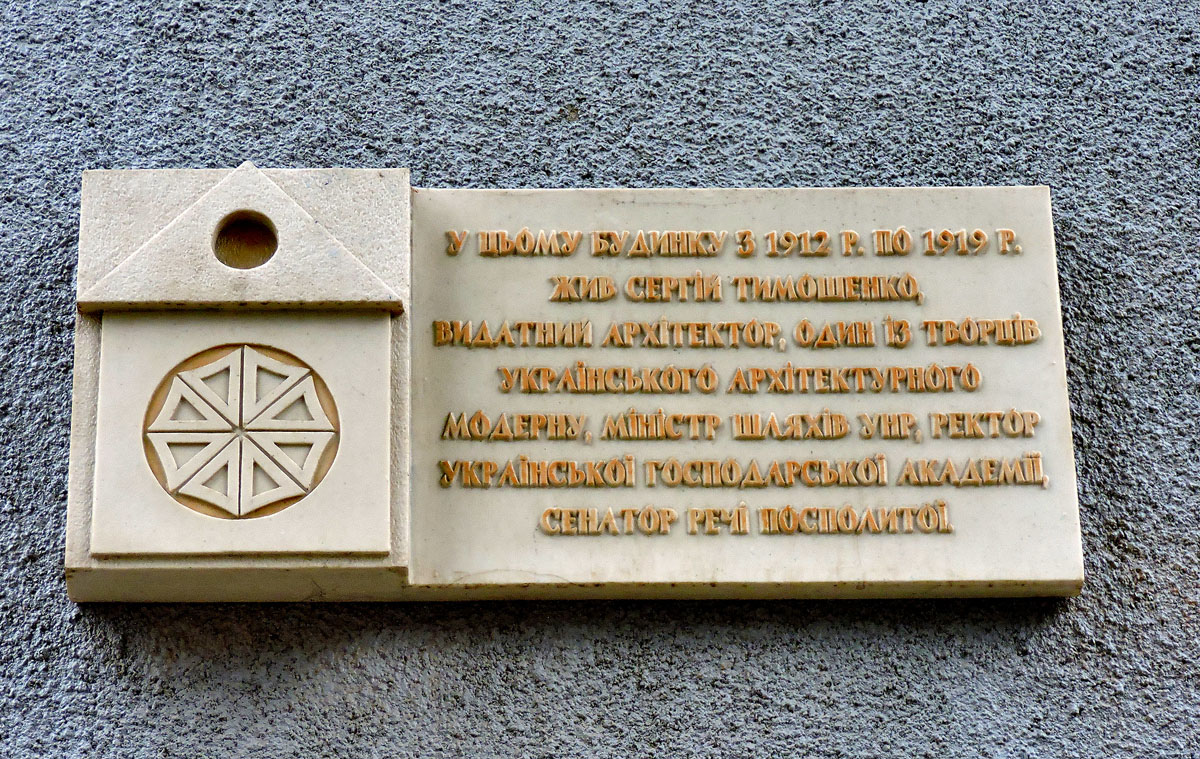 У ЦЬОМУ БУДИНКУ З 1912 Р. ПО 1919 Р.
ЖИВ СЕРГІЙ ТИМОШЕНКО,
ВИДАТНИЙ АРХІТЕКТОР, ОДИН ІЗ ТВОРЦІВ
УКРАЇНСЬКОГО АРХІТЕКТУРНОГО
МОДЕРНУ, МІНІСТР ШЛЯХІВ УНР, РЕКТОР
УКРАЇНСЬКОЇ ГОСПОДАРСЬКОЇ АКАДЕМІЇ,
СЕНАТОР РЕЧІ ПОСПОЛИТОЇ.